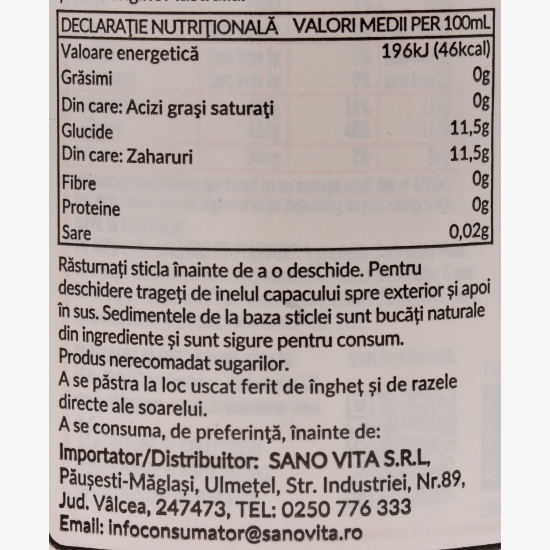 DECLARAȚIE NUTRIȚIONALĂ VALORI MEDII PER 100mL
Valoare energetică 196kJ (46kcal)
Grăsimi 0g
Din care: Acizi grași saturați 0g
Glucide 11,5g
Din care: Zaharuri 11,5g
Fibre 0g
Proteine 0g
Sare 0,02g
Răsturnați sticla înainte de a o deschide. Pentru
deschidere trageți de inelul capacului spre exterior și apoi
în sus. Sedimentele de la baza sticlei sunt bucăți naturale
din ingrediente și sunt sigure pentru consum.
Produs nerecomadat sugarilor.
A se păstra la loc uscat ferit de îngheț și de razele
directe ale soarelui.
A se consuma, de preferință, înainte de:
Importator/Distribuitor: SANO VITA S.R.L,
Păușești-Măglași, Ulmețel, Str. Industriei, Nr.89,
Jud. Vâlcea, 247473, TEL: 0250 776 333
Email: infoconsumator@sanovita.ro